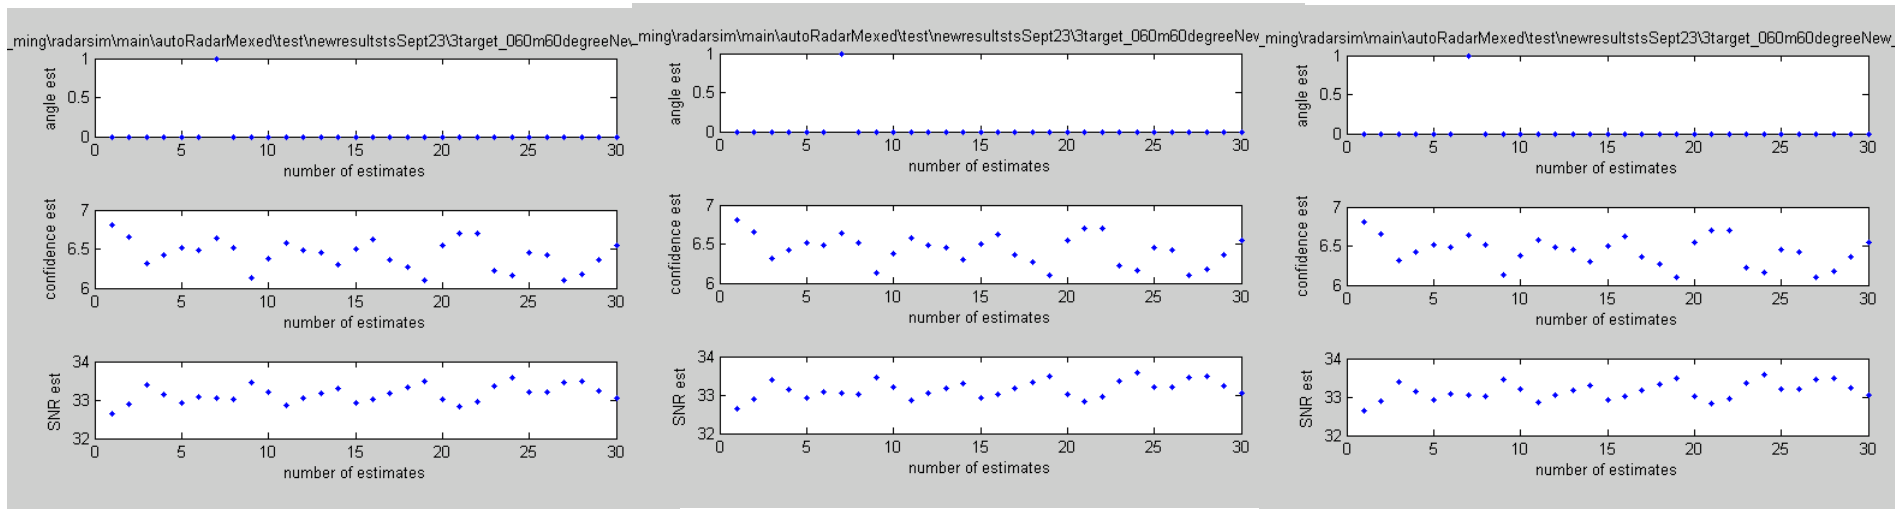 _ming\radarsim\main\autoRadarMexed\test\newresultstsSept23\3target_060m60degreeNev
1
0.5
0
angle est
0 5 10 15 20 25 30
number of estimates
7
6.5
6
confidence est
0 5 10 15 20 25 30
number of estimates
34
33
32
SNR est
0 5 10 15 20 25 30
number of estimates
_ming\radarsim\main\autoRadarMexed\test\newresultstsSept23\3target_060m60degreeNev
1
0.5
0
angle est
0 5 10 15 20 25 30
number of estimates
7
6.5
6
confidence est
0 5 10 15 20 25 30
number of estimates
34
33
32
SNR est
0 5 10 15 20 25 30
number of estimates
_ming\radarsim\main\autoRadarMexed\test\newresultstsSept23\3target_060m60degreeNew_
1
0.5
0
angle est
0 5 10 15 20 25 30
number of estimates
7
6.5
6
confidence est
0 5 10 15 20 25 30
number of estimates
34
33
32
SNR est
0 5 10 15 20 25 30
number of estimates